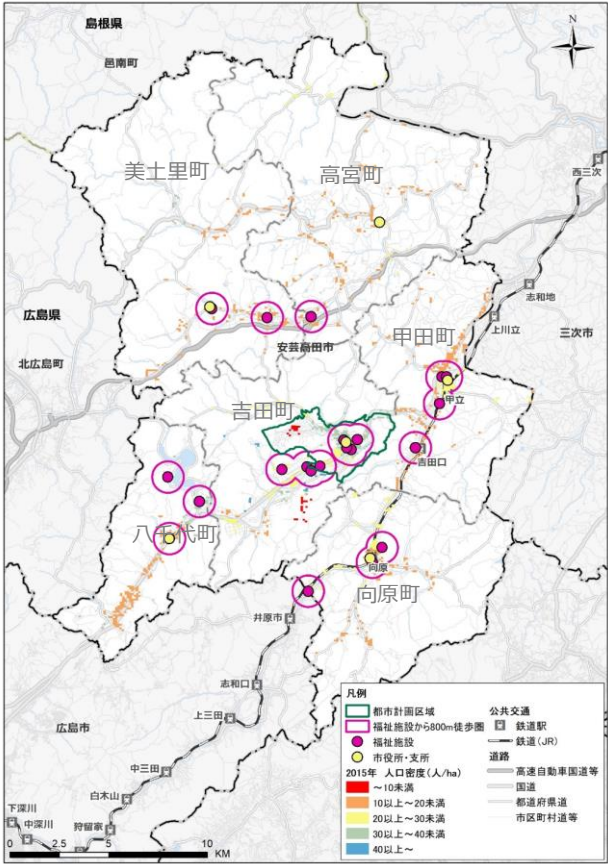 島根県
邑南町
N
美土里町
高宮町
西三次
志和地
広島県
上川立
三次市
北広島町
安芸高田市
甲田町
甲立
吉田町
吉田口
八千代町
向原
向原町
井原市
志和口
上三田
広島市
中三田
白木山
下深川
中深川
狩留家
0 2.5 5 10
KM
凡例
都市計画区域
福祉施設から800m徒歩圏
福祉施設
市役所・支所
2015年 人口密度(人/ha)
~10未満
10以上~20未満
20以上~30未満
30以上~40未満
40以上~
公共交通
鉄道駅
鉄道(JR)
道路
高速自動車国道等
国道
都道府県道
市区町村道等